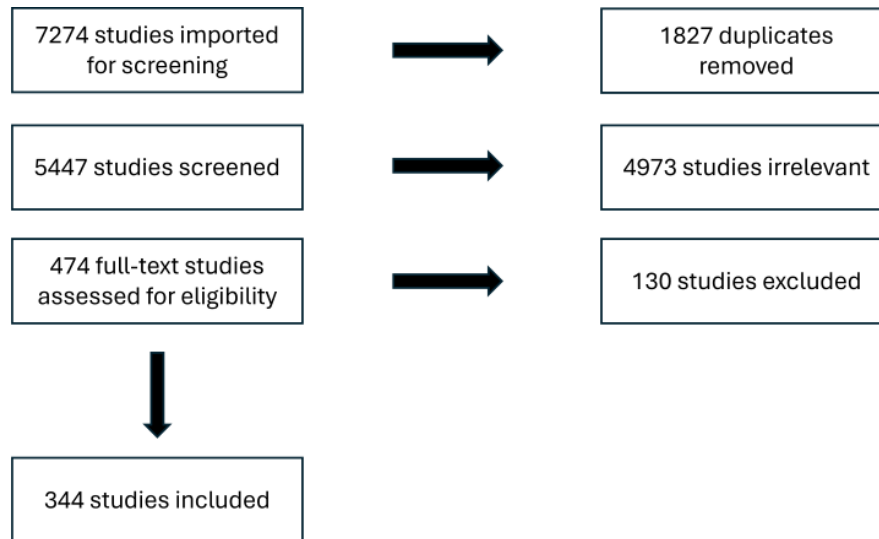 7274 studies imported
for screening
1827 duplicates
removed
5447 studies screened
4973 studies irrelevant
474 full-text studies
assessed for eligibility
130 studies excluded
344 studies included